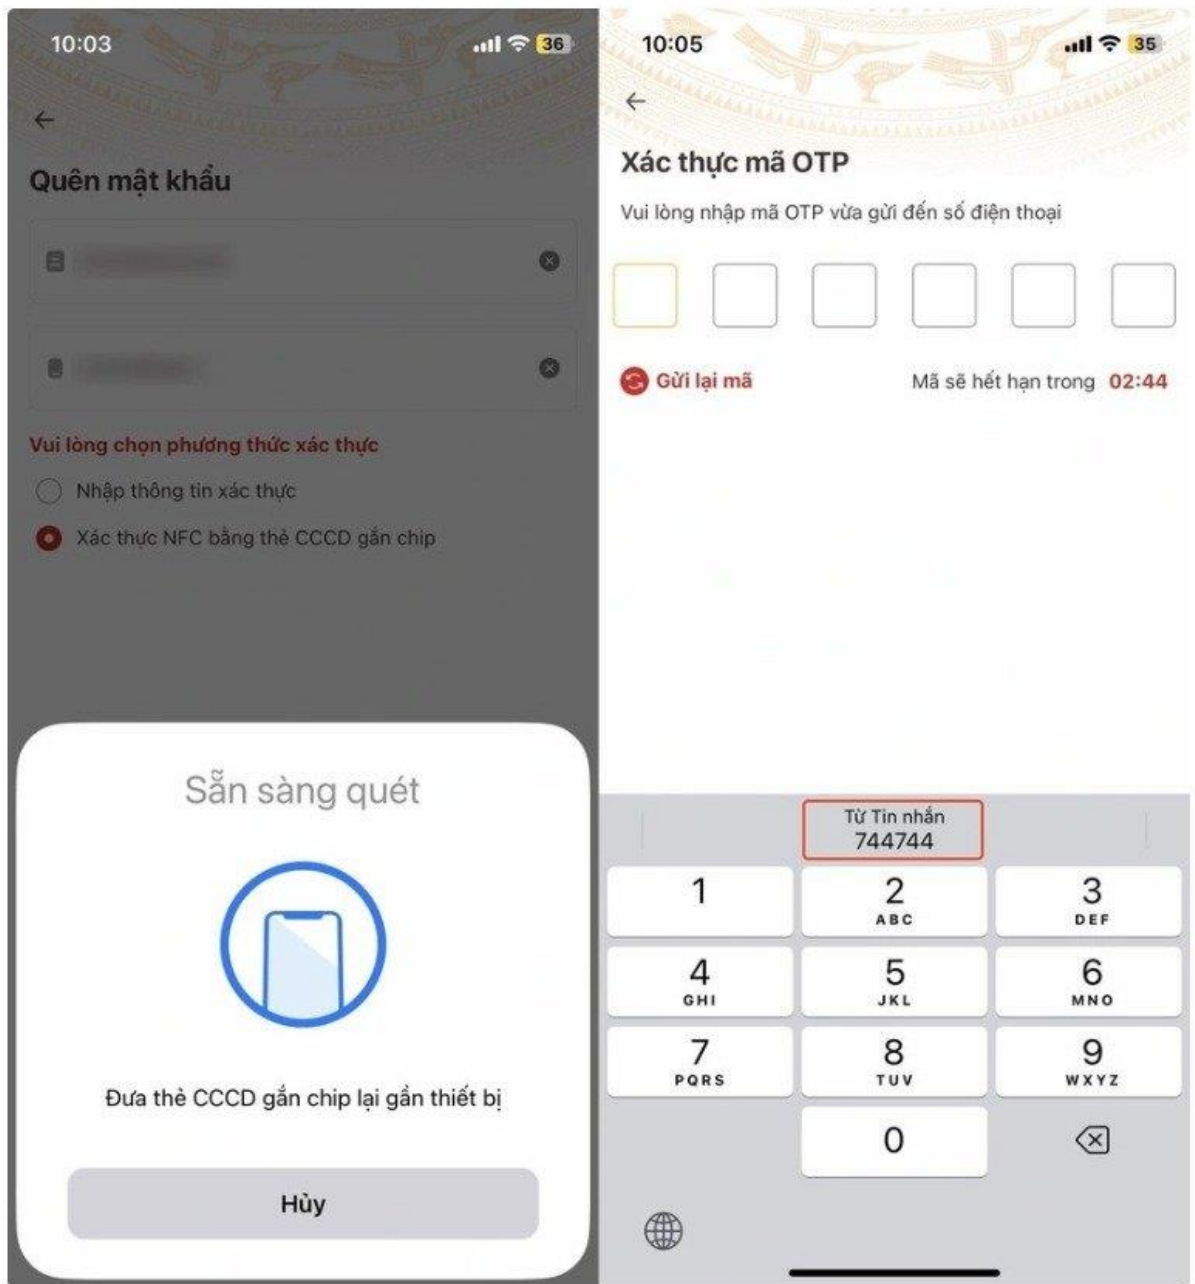 10:03
36
Quên mật khẩu
Vui lòng chọn phương thức xác thực
Nhập thông tin xác thực
Xác thực NFC bằng thẻ CCCD gắn chip
Sẵn sàng quét
Đưa thẻ CCCD gắn chip lại gần thiết bị
Hủy
10:05
35
Xác thực mã OTP
Vui lòng nhập mã OTP vừa gửi đến số điện thoại
Gửi lại mã
Mã sẽ hết hạn trong 02:44
Từ Tin nhắn
744744
1 2 3
ABC DEF
4 5 6
GHI JKL MNO
7 8 9
PQRS TUV WXYZ
0